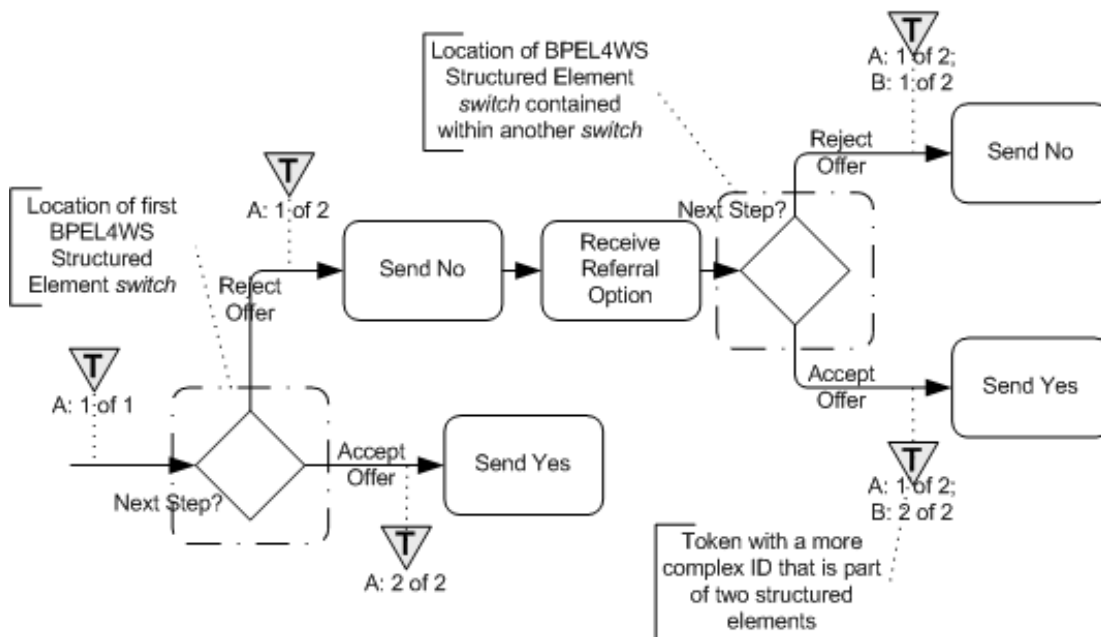 Location of BPEL4WS
Structured Element
switch contained
within another switch
T
A: 1 of 2;
B: 1 of 2
Reject
Offer
Send No
Location of first
BPEL4WS
Structured
Element switch
T
A: 1 of 2
Reject
Offer
Send No
Receive
Referral
Option
Next Step?
T
A: 1 of 1
Next Step?
Accept
Offer
Send Yes
T
A: 2 of 2
Accept
Offer
Send Yes
T
A: 1 of 2;
B: 2 of 2
Token with a more
complex ID that is part
of two structured
elements